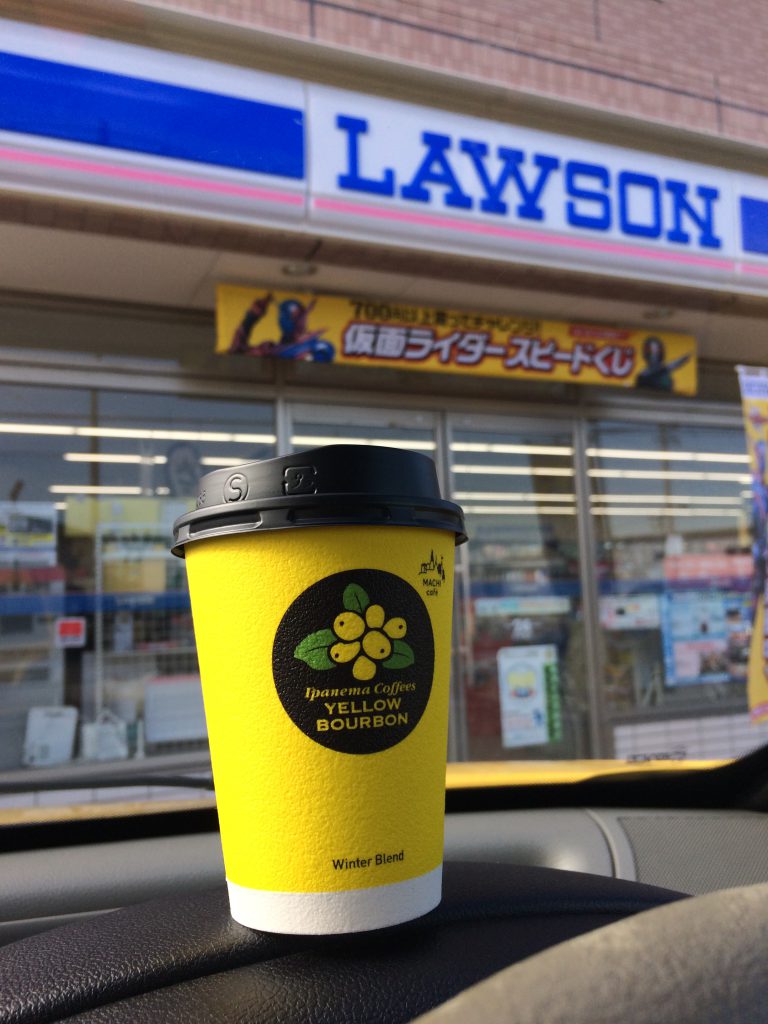 LAWSON
仮面ライダースピードくじ
S
MACHI
café
Ipanema Coffees
YELLOW
BOURBON
Winter Blend